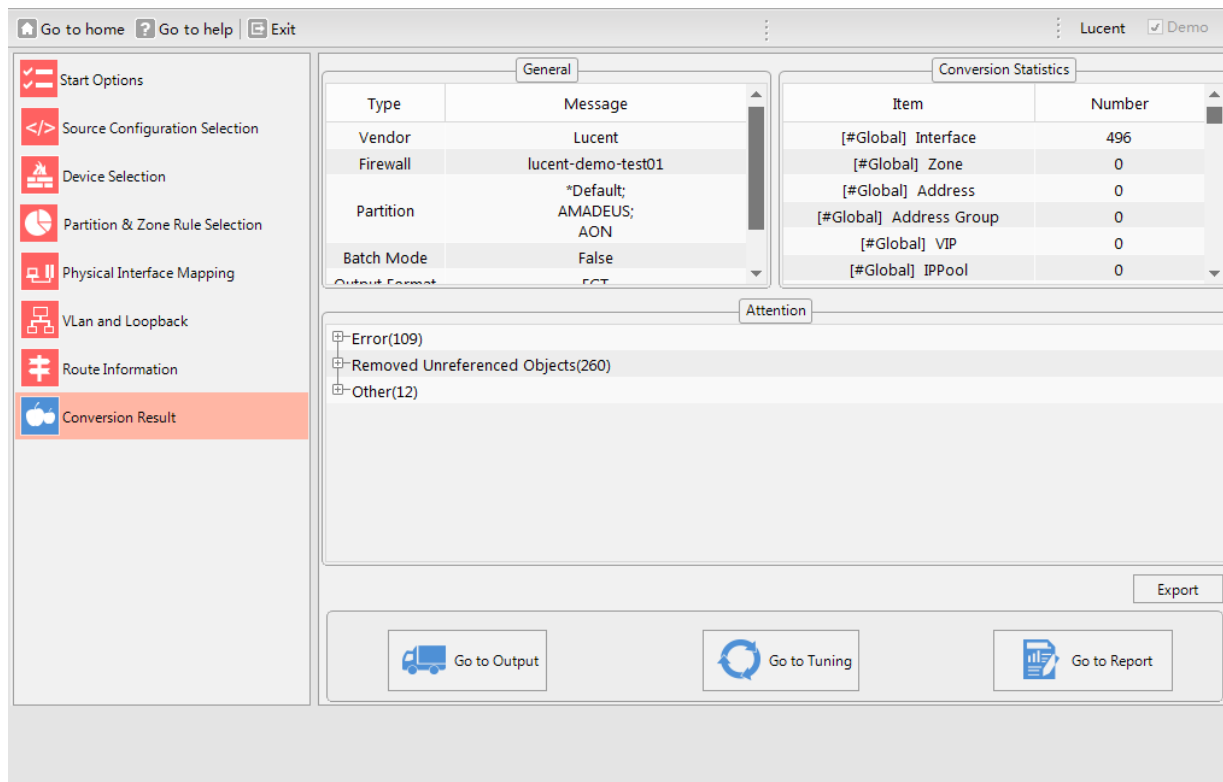 Go to home Go to help Exit Lucent Demo
Start Options
Source Configuration Selection
Device Selection
Partition & Zone Rule Selection
Physical Interface Mapping
VLan and Loopback
Route Information
Conversion Result
General
Type Message
Vendor Lucent
Firewall lucent-demo-test01
Partition *Default;
AMADEUS;
AON
Batch Mode False
Output Format FGT
Conversion Statistics
Item Number
[#Global] Interface 496
[#Global] Zone 0
[#Global] Address 0
[#Global] Address Group 0
[#Global] VIP 0
[#Global] IPPool 0
Attention
Error(109)
Removed Unreferenced Objects(260)
Other(12)
Export
Go to Output Go to Tuning Go to Report